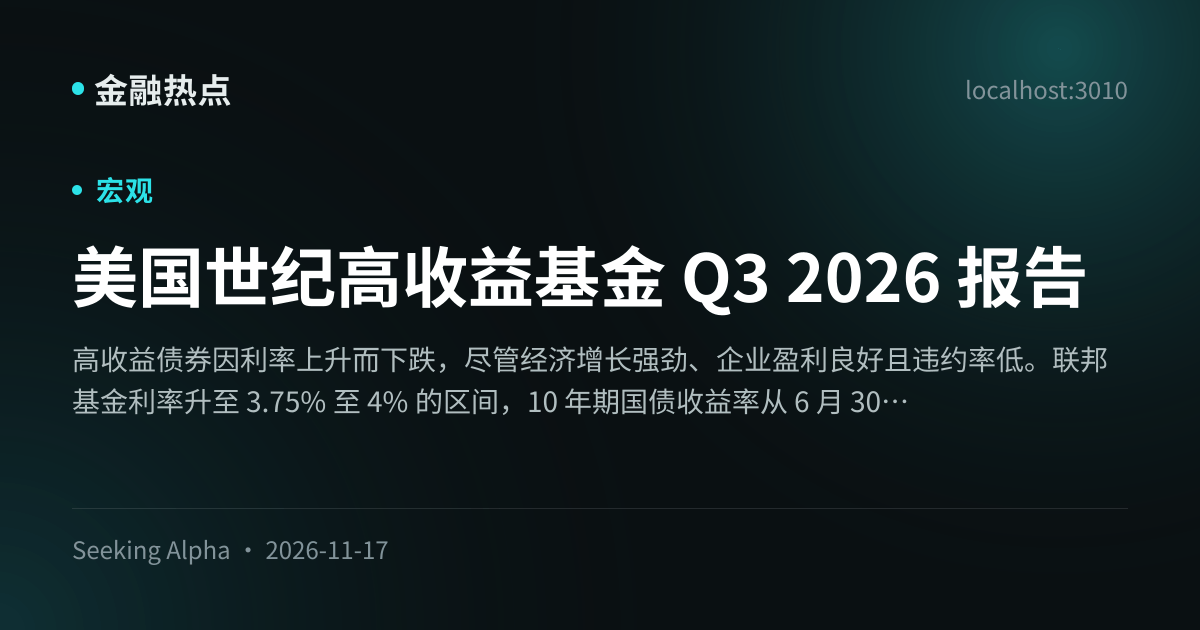 金融热点
localhost:3010
宏观
美国世纪高收益基金 Q3 2026 报告
高收益债券因利率上升而下跌，尽管经济增长强劲、企业盈利良好且违约率低。联邦
基金利率升至 3.75% 至 4% 的区间，10 年期国债收益率从 6 月 30…
Seeking Alpha · 2026-11-17